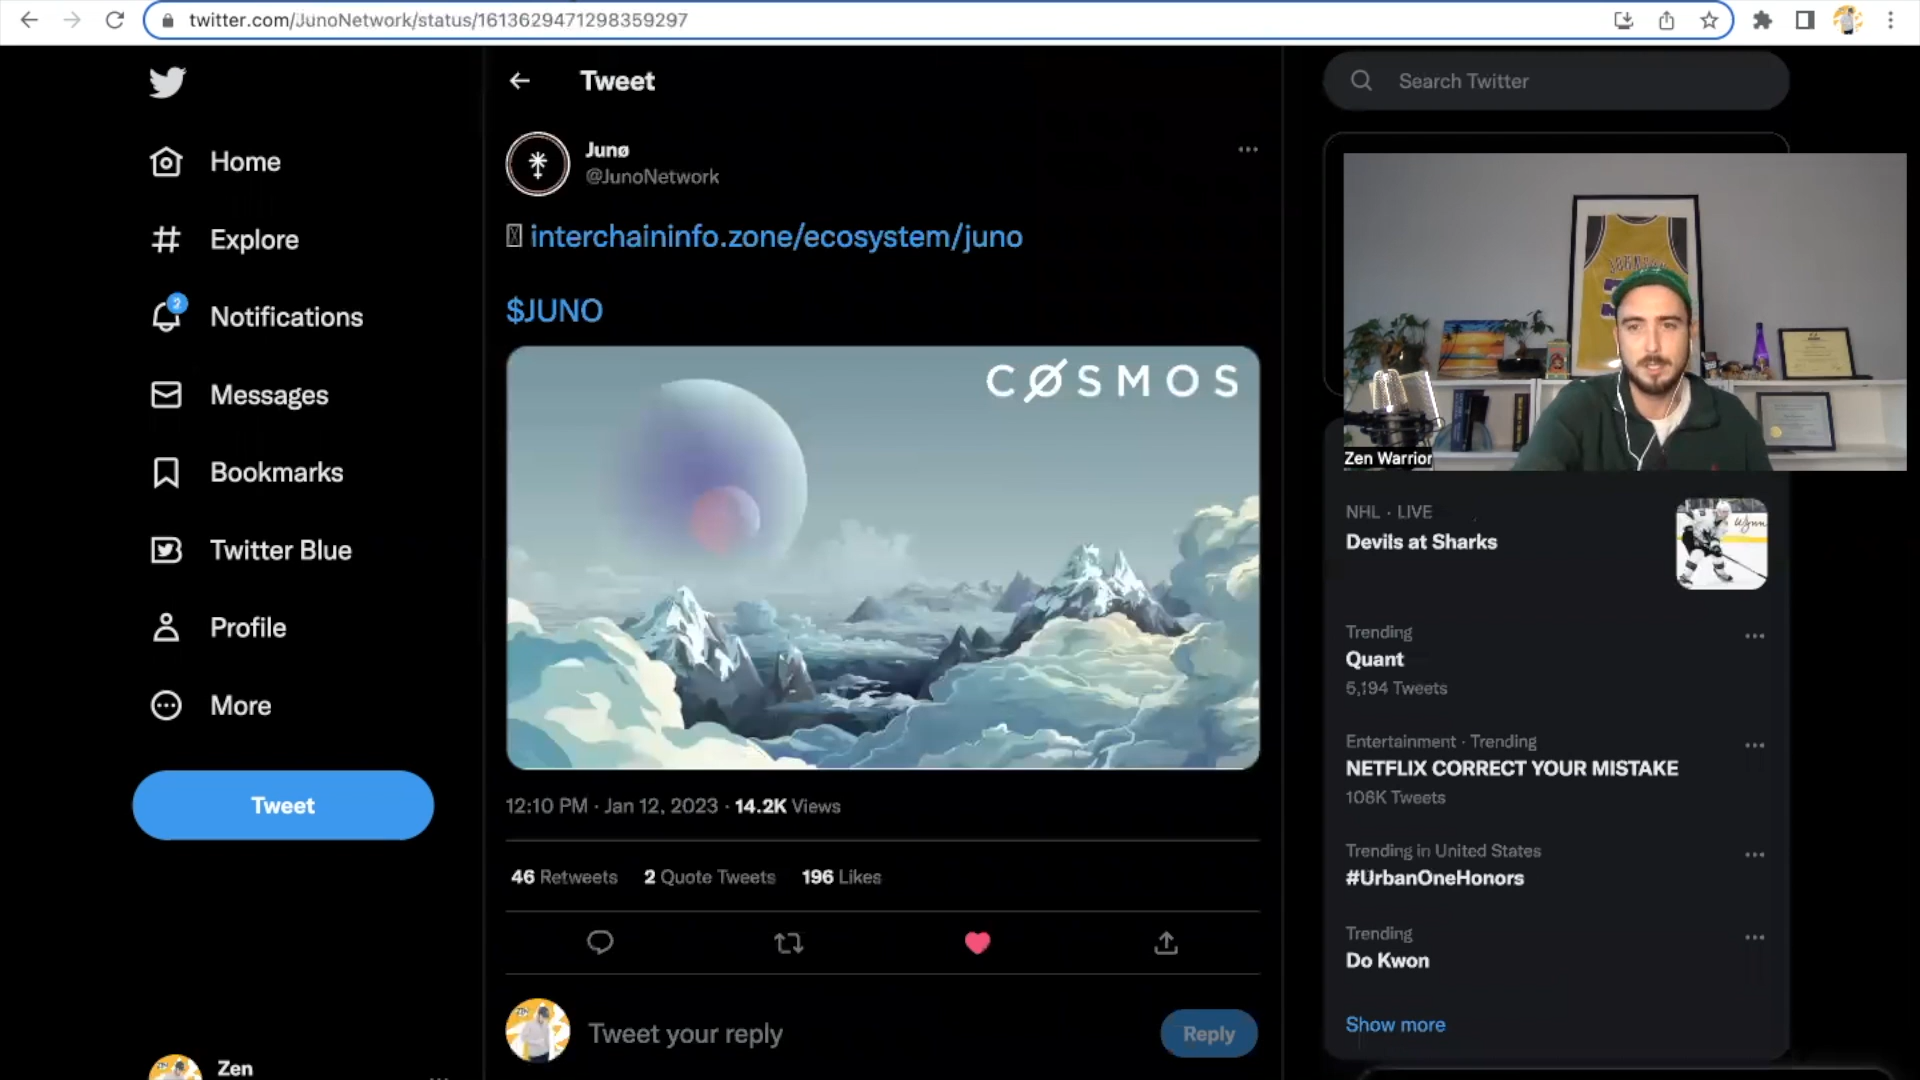 twitter.com/JunoNetwork/status/1613629471298359297
Tweet
Search Twitter
Home
Explore
2
Notifications
Messages
Bookmarks
Twitter Blue
Profile
More
Tweet
Zen
Junø
@JunoNetwork
interchaininfo.zone/ecosystem/juno
$JUNO
CØSMOS
12:10 PM · Jan 12, 2023 · 14.2K Views
46 Retweets 2 Quote Tweets 196 Likes
Tweet your reply
Reply
JOHNSON
Zen Warrior
NHL · LIVE
Devils at Sharks
Trending
Quant
5,194 Tweets
Entertainment · Trending
NETFLIX CORRECT YOUR MISTAKE
106K Tweets
Trending in United States
#UrbanOneHonors
Trending
Do Kwon
Show more